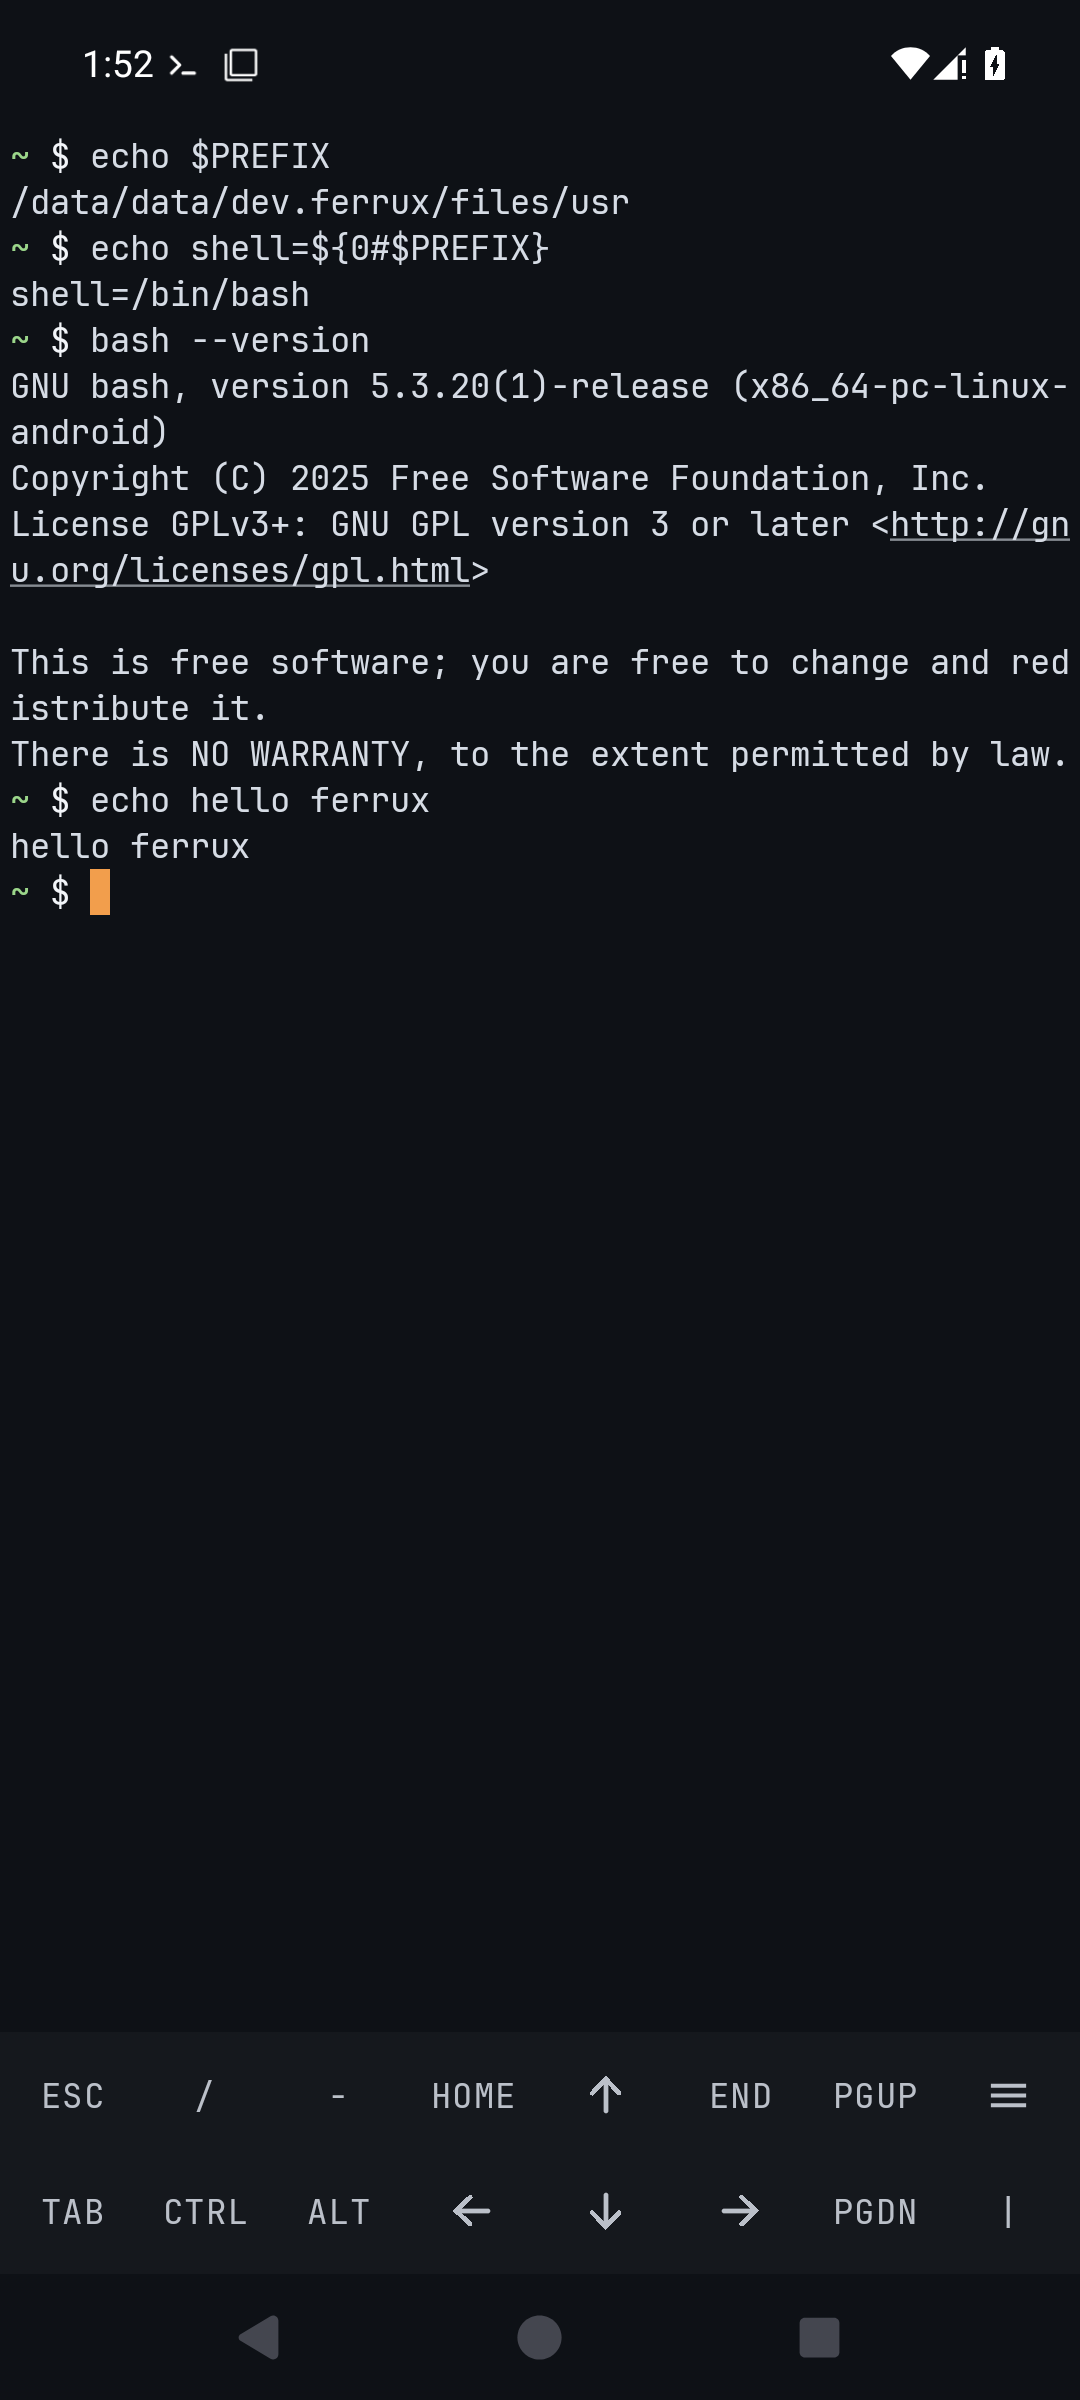 1:52
~ $ echo $PREFIX
/data/data/dev.ferrux/files/usr
~ $ echo shell=${0#$PREFIX}
shell=/bin/bash
~ $ bash --version
GNU bash, version 5.3.20(1)-release (x86_64-pc-linux-
android)
Copyright (C) 2025 Free Software Foundation, Inc.
License GPLv3+: GNU GPL version 3 or later <http://gn
u.org/licenses/gpl.html>

This is free software; you are free to change and red
istribute it.
There is NO WARRANTY, to the extent permitted by law.
~ $ echo hello ferrux
hello ferrux
~ $
ESC / - HOME ↑ END PGUP ☰
TAB CTRL ALT ← ↓ → PGDN |